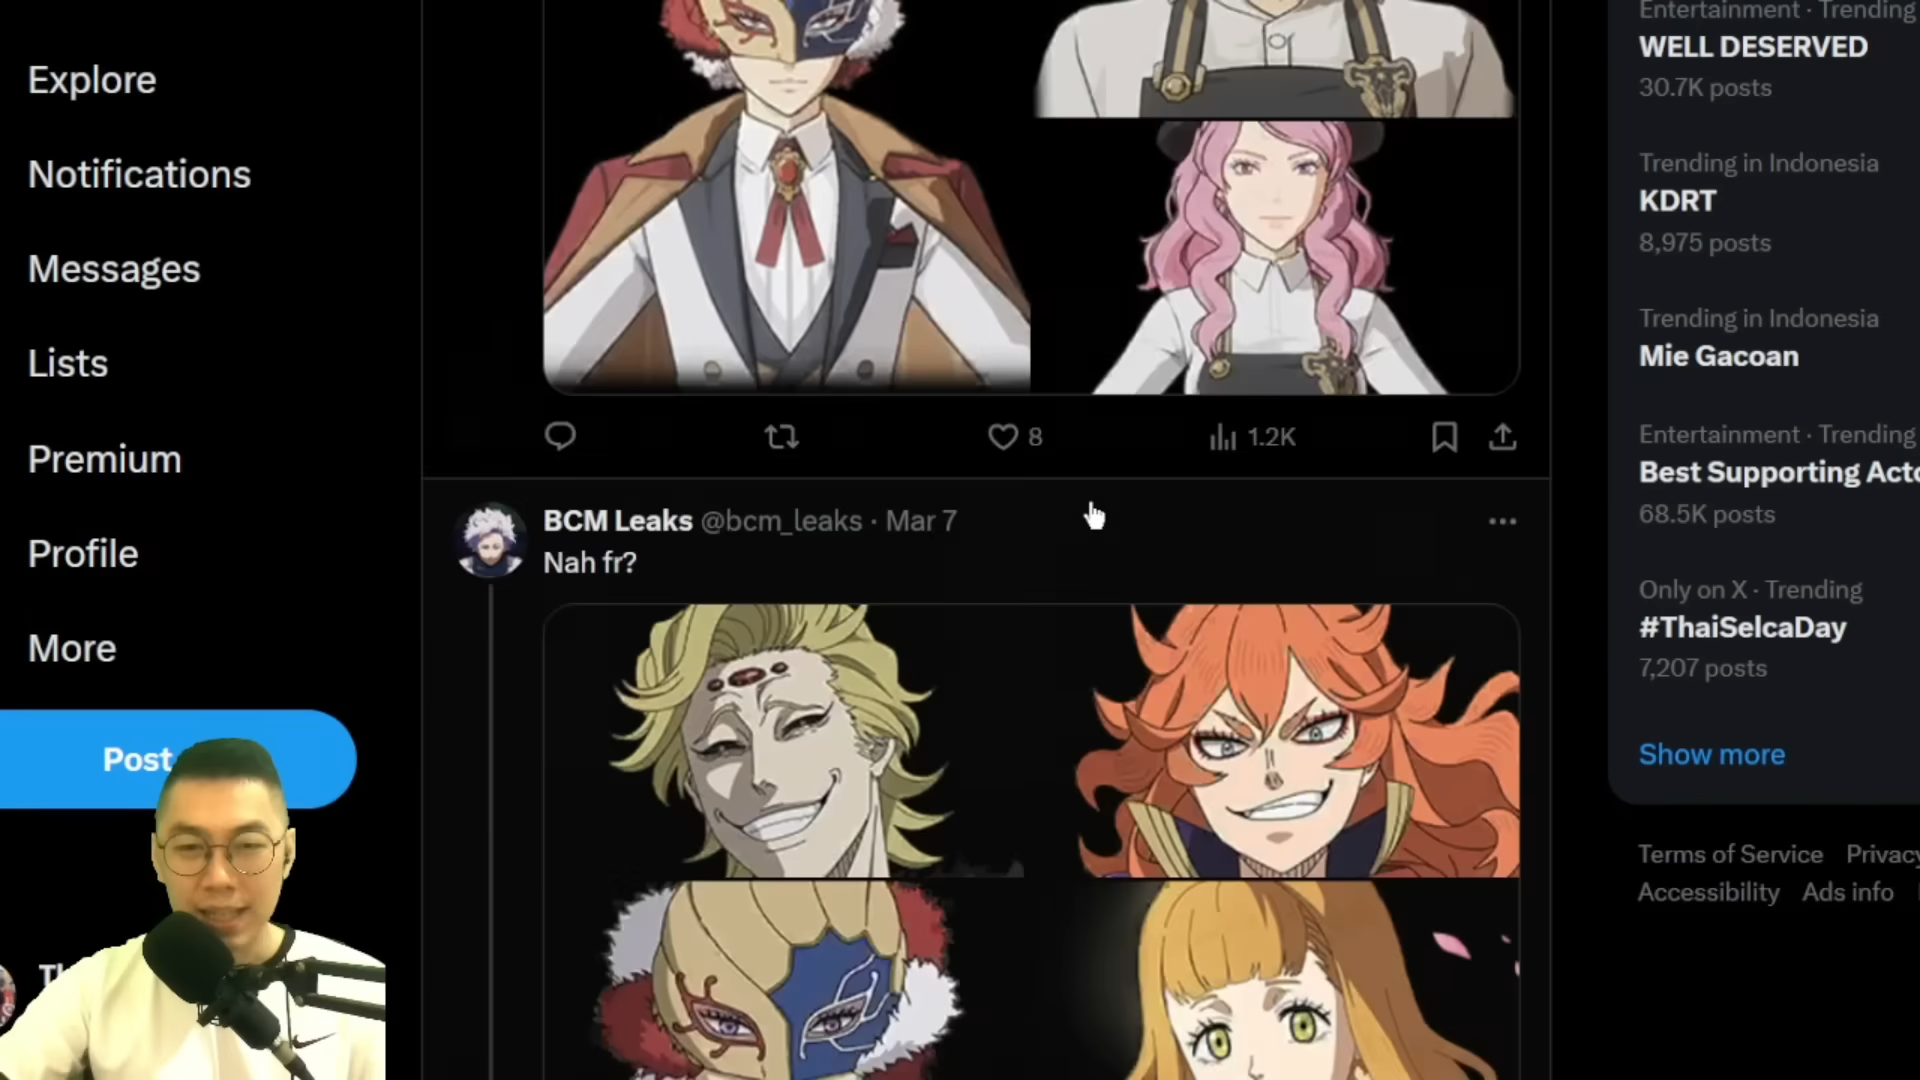 Explore
Notifications
Messages
Lists
Premium
Profile
More
Post
8
1.2K
BCM Leaks @bcm_leaks · Mar 7
Nah fr?
Entertainment · Trending
WELL DESERVED
30.7K posts
Trending in Indonesia
KDRT
8,975 posts
Trending in Indonesia
Mie Gacoan
Entertainment · Trending
Best Supporting Acto
68.5K posts
Only on X · Trending
#ThaiSelcaDay
7,207 posts
Show more
Terms of Service Privacy
Accessibility Ads info